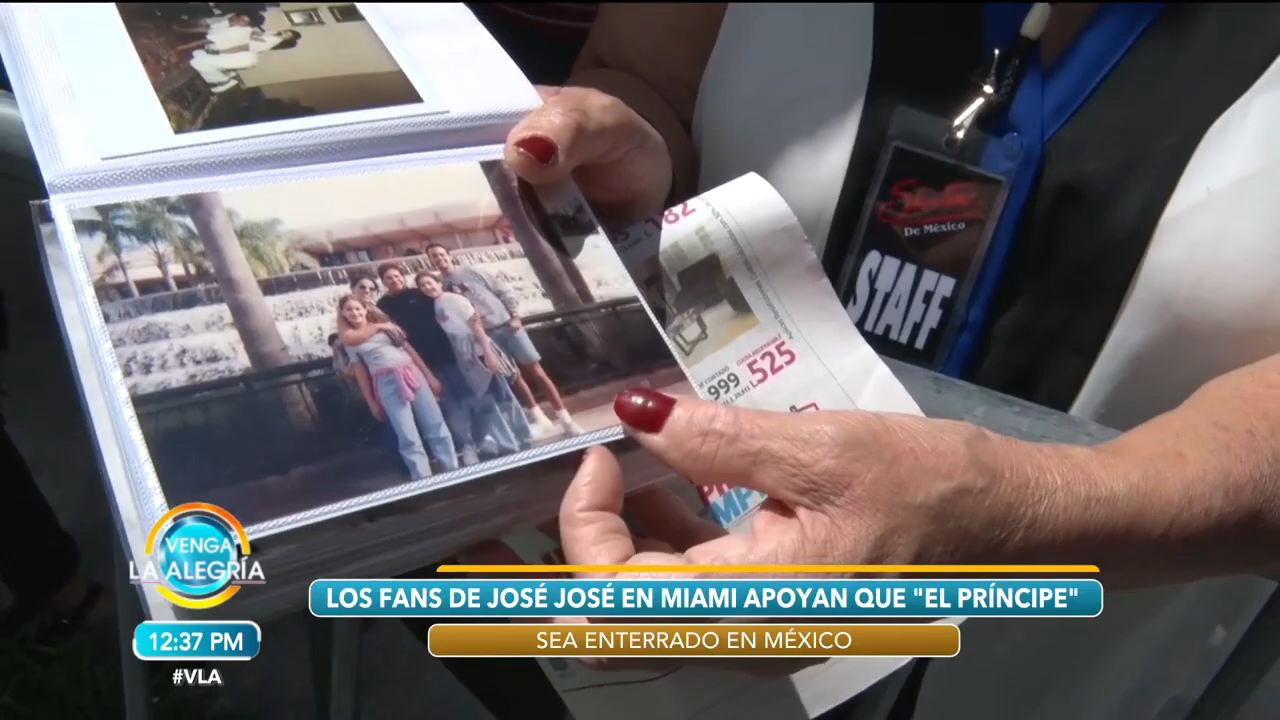 182
De México
STAFF
999
525
VENGA
LA ALEGRÍA
LOS FANS DE JOSÉ JOSÉ EN MIAMI APOYAN QUE "EL PRÍNCIPE"
SEA ENTERRADO EN MÉXICO
12:37 PM
#VLA